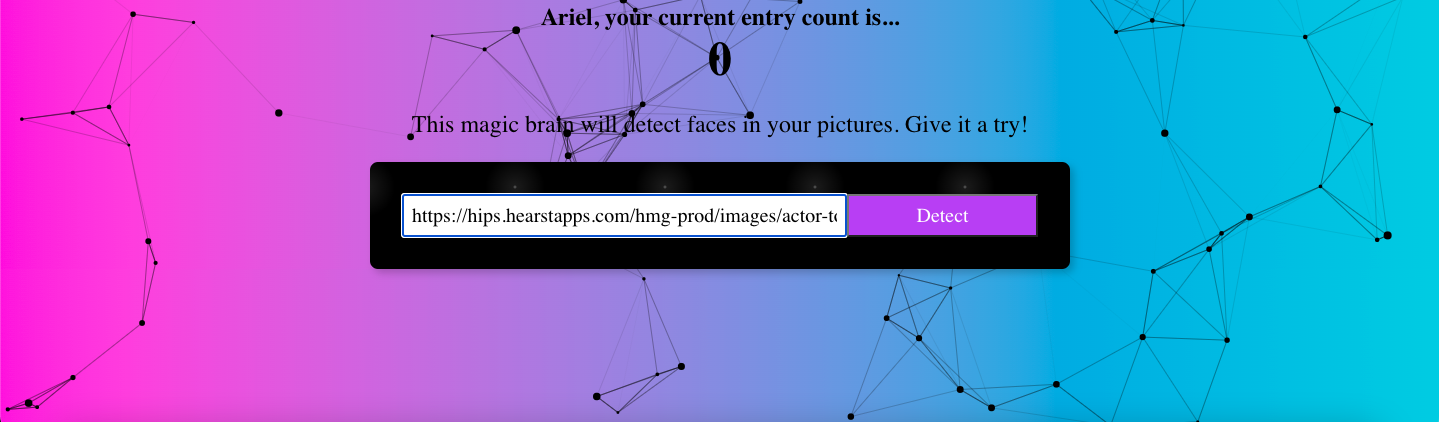 Ariel, your current entry count is...
0
This magic brain will detect faces in your pictures. Give it a try!
https://hips.hearstapps.com/hmg-prod/images/actor-t
Detect